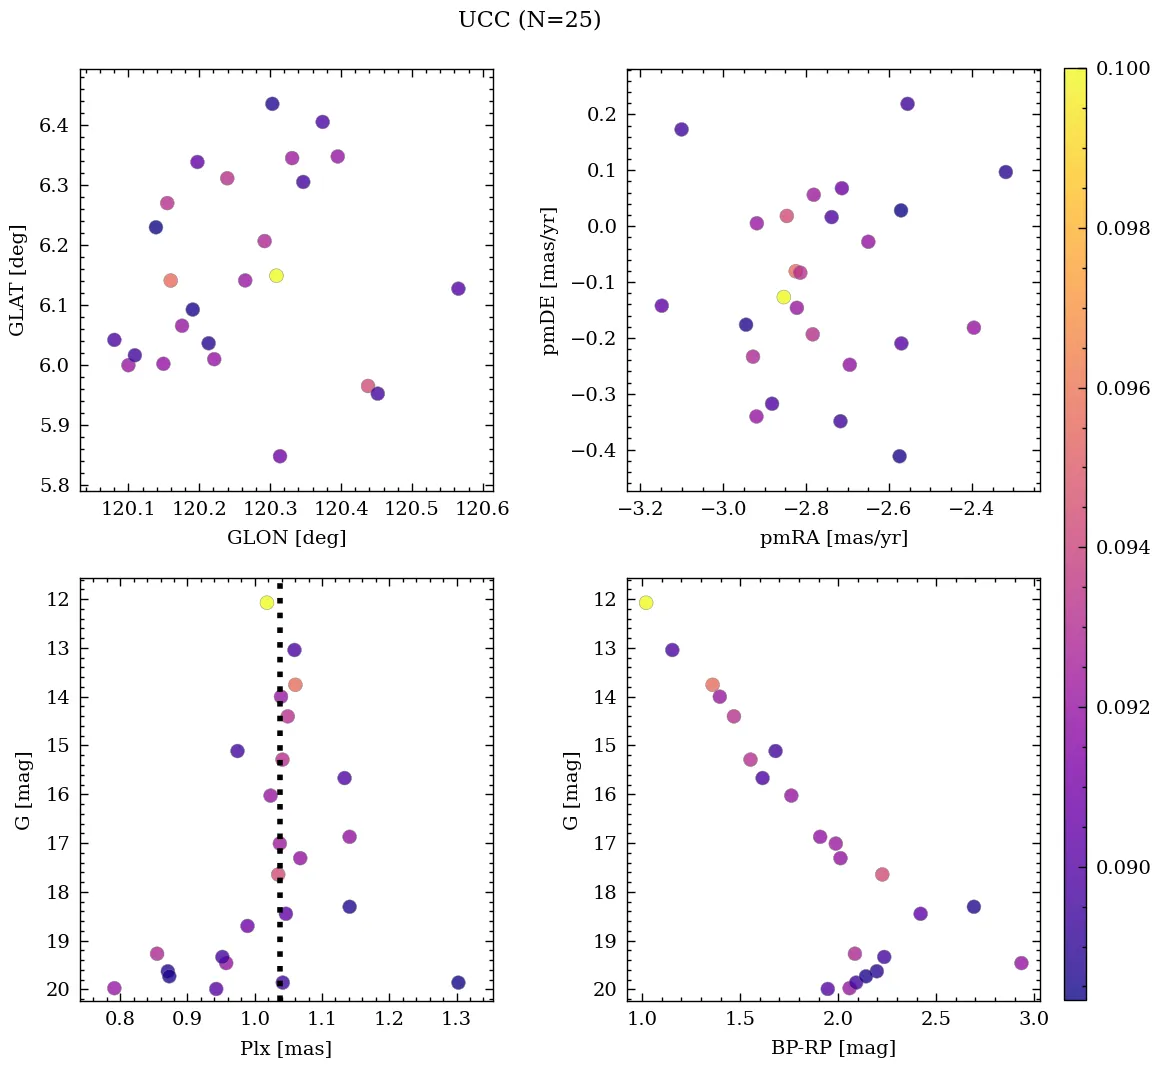 UCC (N=25)
6.4
6.3
6.2
6.1
6.0
5.9
5.8
GLAT [deg]
120.1 120.2 120.3 120.4 120.5 120.6
GLON [deg]
0.2
0.1
0.0
−0.1
−0.2
−0.3
−0.4
pmDE [mas/yr]
−3.2 −3.0 −2.8 −2.6 −2.4
pmRA [mas/yr]
0.100
0.098
0.096
0.094
0.092
0.090
12
13
14
15
16
17
18
19
20
G [mag]
0.8 0.9 1.0 1.1 1.2 1.3
Plx [mas]
12
13
14
15
16
17
18
19
20
G [mag]
1.0 1.5 2.0 2.5 3.0
BP-RP [mag]